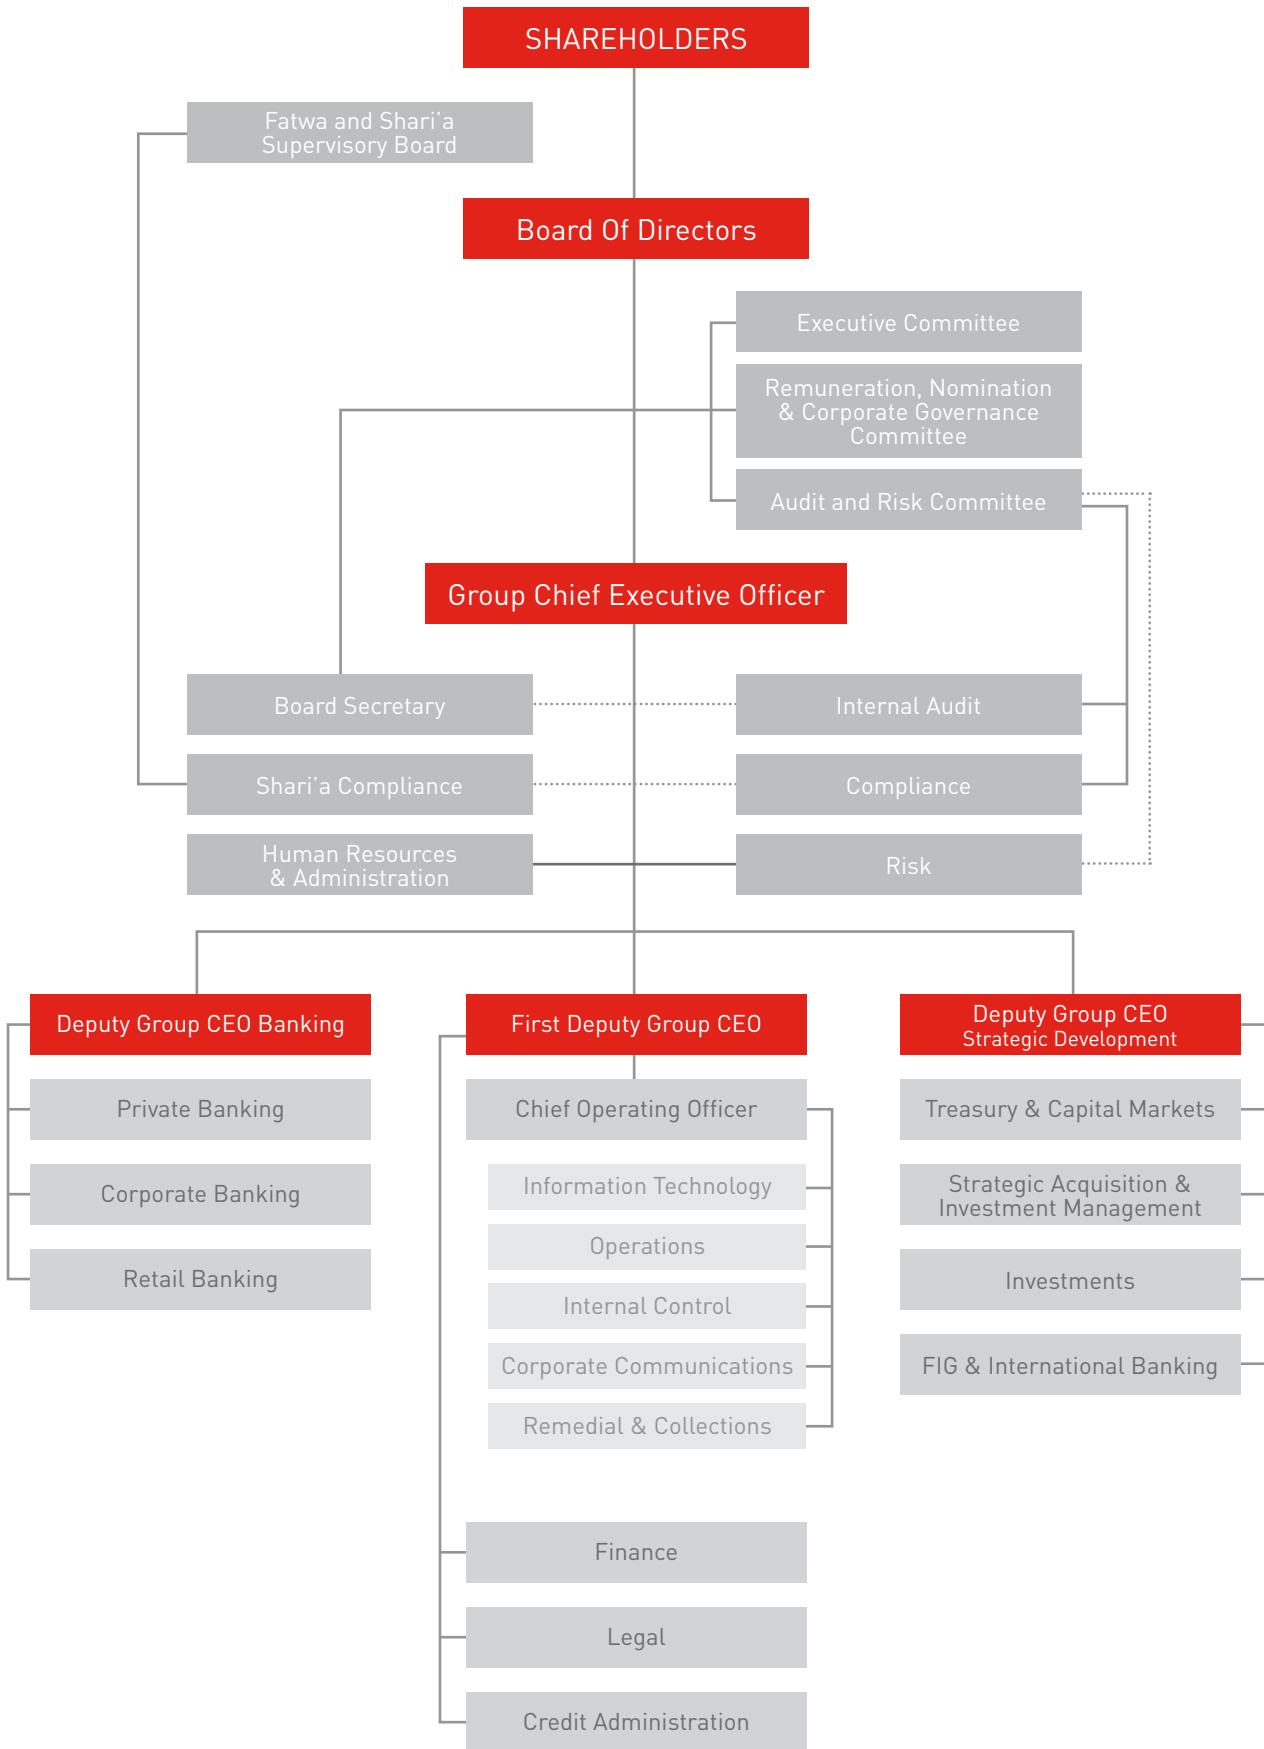 SHAREHOLDERS
Fatwa and Shari'a
Supervisory Board
Board Of Directors
Executive Committee
Remuneration, Nomination
& Corporate Governance
Committee
Audit and Risk Committee
Group Chief Executive Officer
Board Secretary
Internal Audit
Shari'a Compliance
Compliance
Human Resources
& Administration
Risk
Deputy Group CEO Banking
Private Banking
Corporate Banking
Retail Banking
First Deputy Group CEO
Chief Operating Officer
Information Technology
Operations
Internal Control
Corporate Communications
Remedial & Collections
Finance
Legal
Credit Administration
Deputy Group CEO
Strategic Development
Treasury & Capital Markets
Strategic Acquisition &
Investment Management
Investments
FIG & International Banking